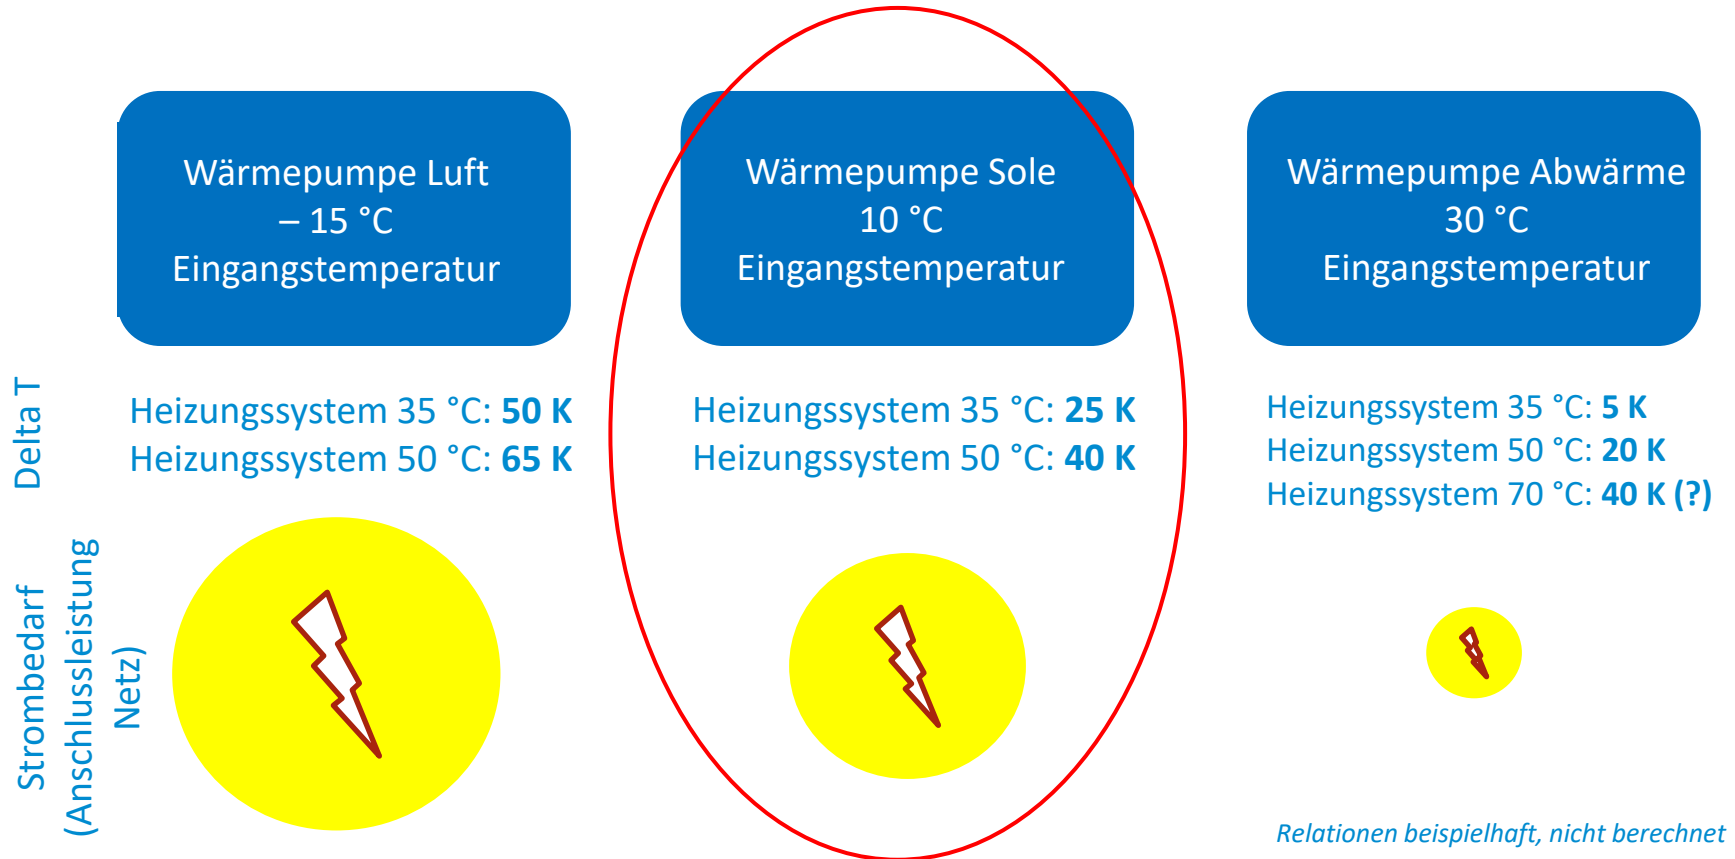 Wärmepumpe Luft
– 15 °C
Eingangstemperatur
Wärmepumpe Sole
10 °C
Eingangstemperatur
Wärmepumpe Abwärme
30 °C
Eingangstemperatur
Delta T
Heizungssystem 35 °C: 50 K
Heizungssystem 50 °C: 65 K
Heizungssystem 35 °C: 25 K
Heizungssystem 50 °C: 40 K
Heizungssystem 35 °C: 5 K
Heizungssystem 50 °C: 20 K
Heizungssystem 70 °C: 40 K (?)
Strombedarf
(Anschlussleistung
Netz)
Relationen beispielhaft, nicht berechnet